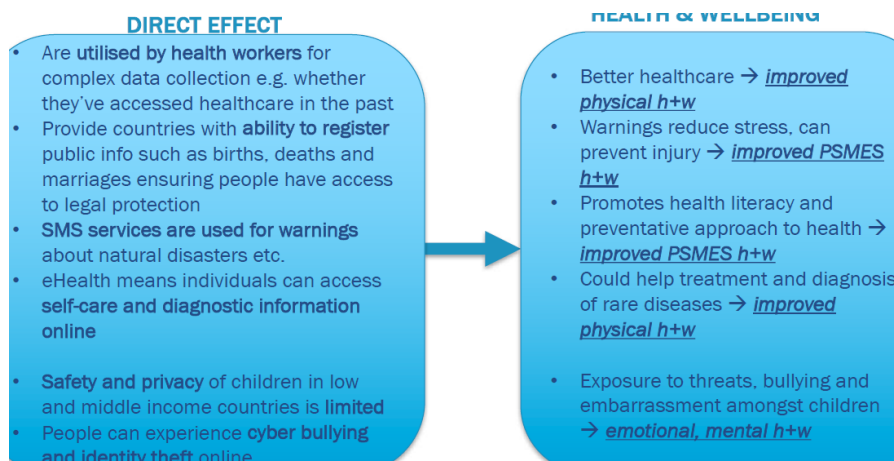 DIRECT EFFECT
• Are utilised by health workers for
complex data collection e.g. whether
they've accessed healthcare in the past
• Provide countries with ability to register
public info such as births, deaths and
marriages ensuring people have access
to legal protection
• SMS services are used for warnings
about natural disasters etc.
• eHealth means individuals can access
self-care and diagnostic information
online
• Safety and privacy of children in low
and middle income countries is limited
• People can experience cyber bullying
and identity theft online
HEALTH & WELLBEING
• Better healthcare → improved
physical h+w
• Warnings reduce stress, can
prevent injury → improved PSMES
h+w
• Promotes health literacy and
preventative approach to health →
improved PSMES h+w
• Could help treatment and diagnosis
of rare diseases → improved
physical h+w
• Exposure to threats, bullying and
embarrassment amongst children
→ emotional, mental h+w